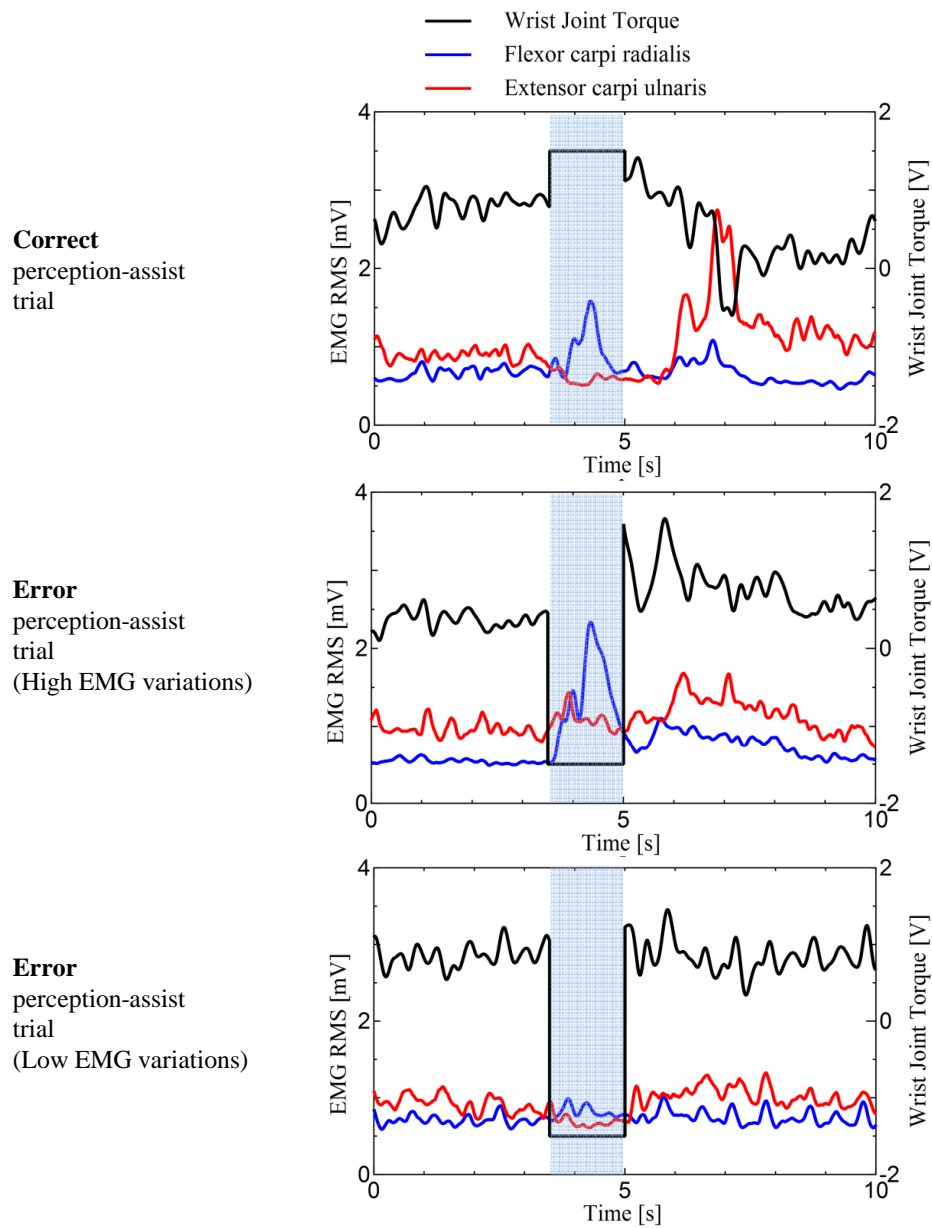 Wrist Joint Torque
Flexor carpi radialis
Extensor carpi ulnaris
Correct
perception-assist
trial
EMG RMS [mV]
4
2
0
2
0
-2
Wrist Joint Torque [V]
0
5
10
Time [s]
Error
perception-assist
trial
(High EMG variations)
EMG RMS [mV]
4
2
0
2
0
-2
Wrist Joint Torque [V]
0
5
10
Time [s]
Error
perception-assist
trial
(Low EMG variations)
EMG RMS [mV]
4
2
0
2
0
-2
Wrist Joint Torque [V]
0
5
10
Time [s]